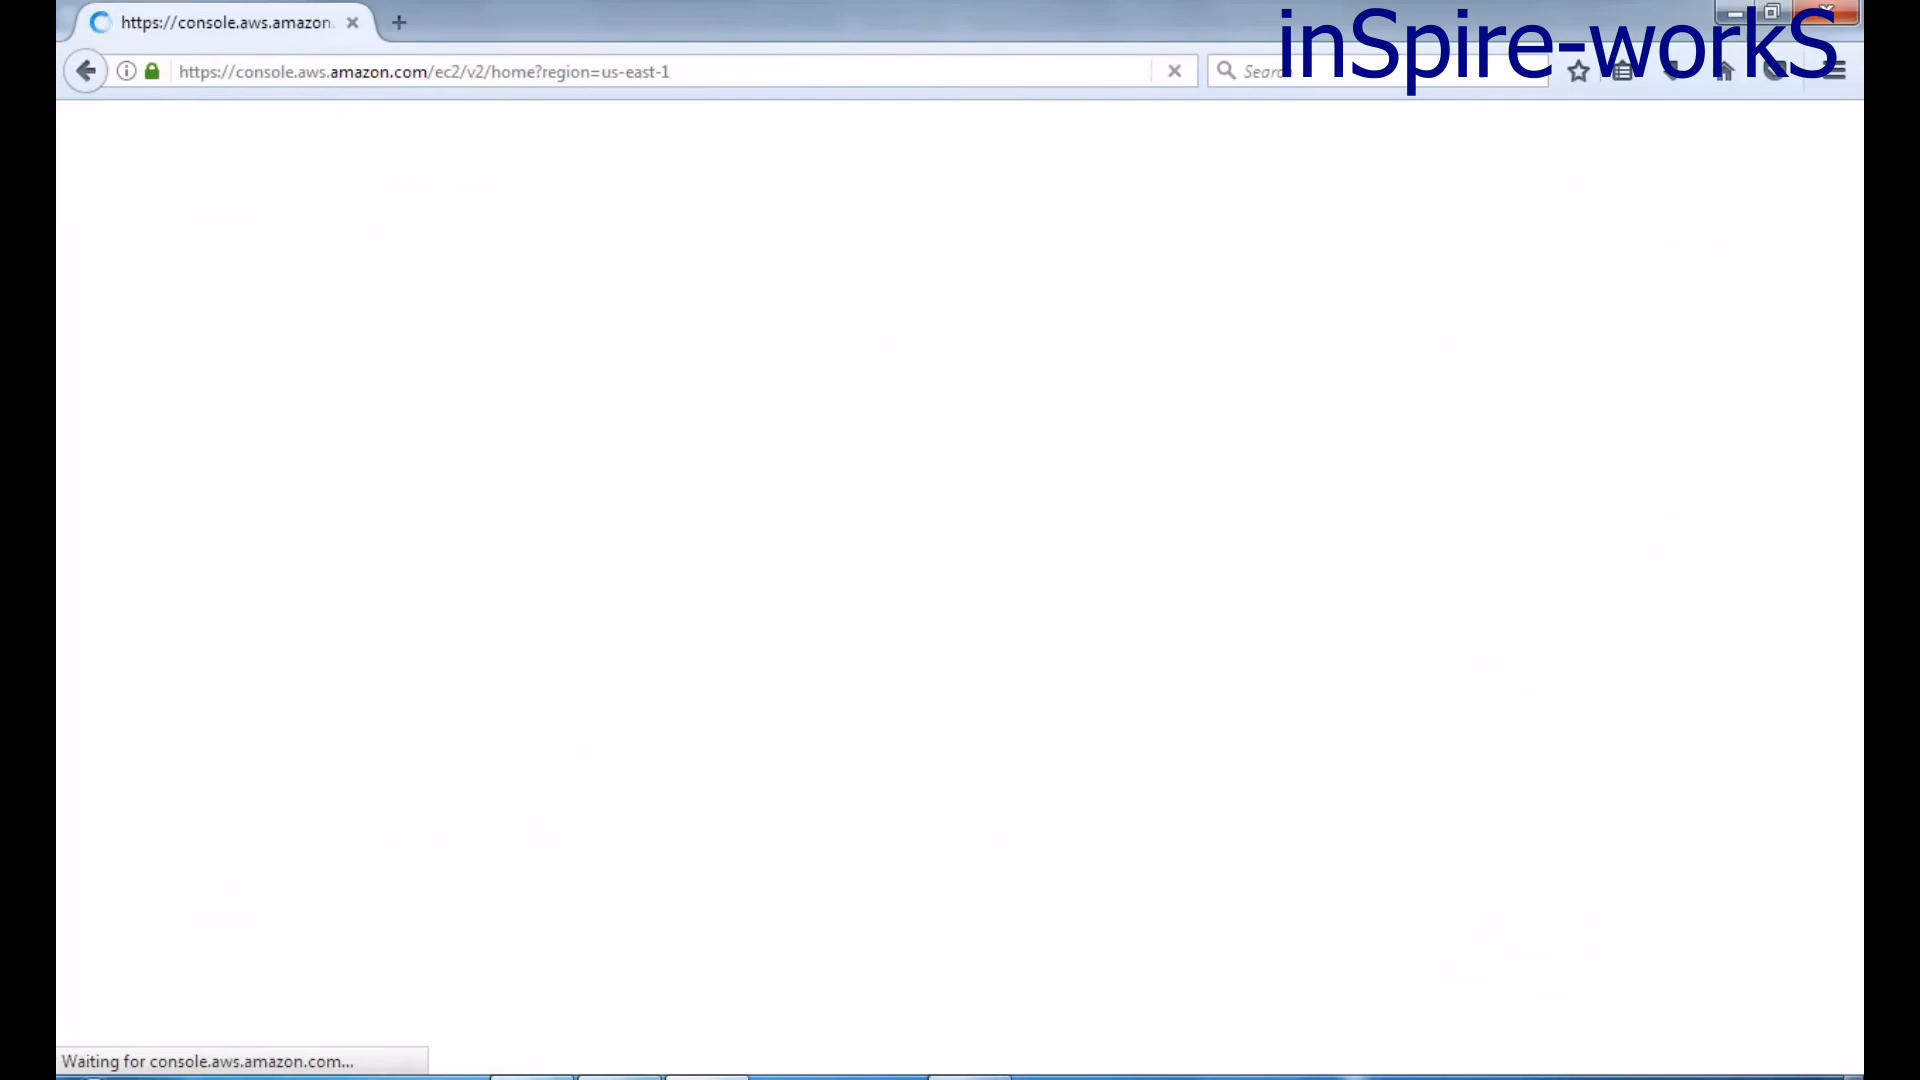 https://console.aws.amazon
inSpire-workS
https://console.aws.amazon.com/ec2/v2/home?region=us-east-1
Waiting for console.aws.amazon.com...